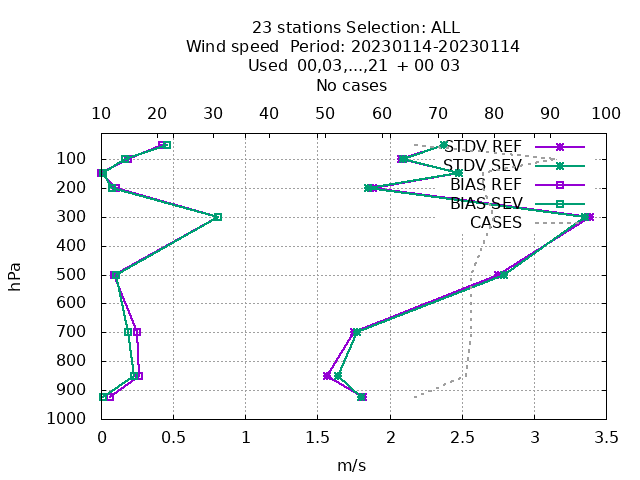 23 stations Selection: ALL
Wind speed  Period: 20230114-20230114
Used  00,03,...,21  + 00 03
No cases
10 20 30 40 50 60 70 80 90 100
STDV REF
STDV SEV
BIAS REF
BIAS SEV
CASES
100
200
300
400
500
600
700
800
900
1000
hPa
0 0.5 1 1.5 2 2.5 3 3.5
m/s